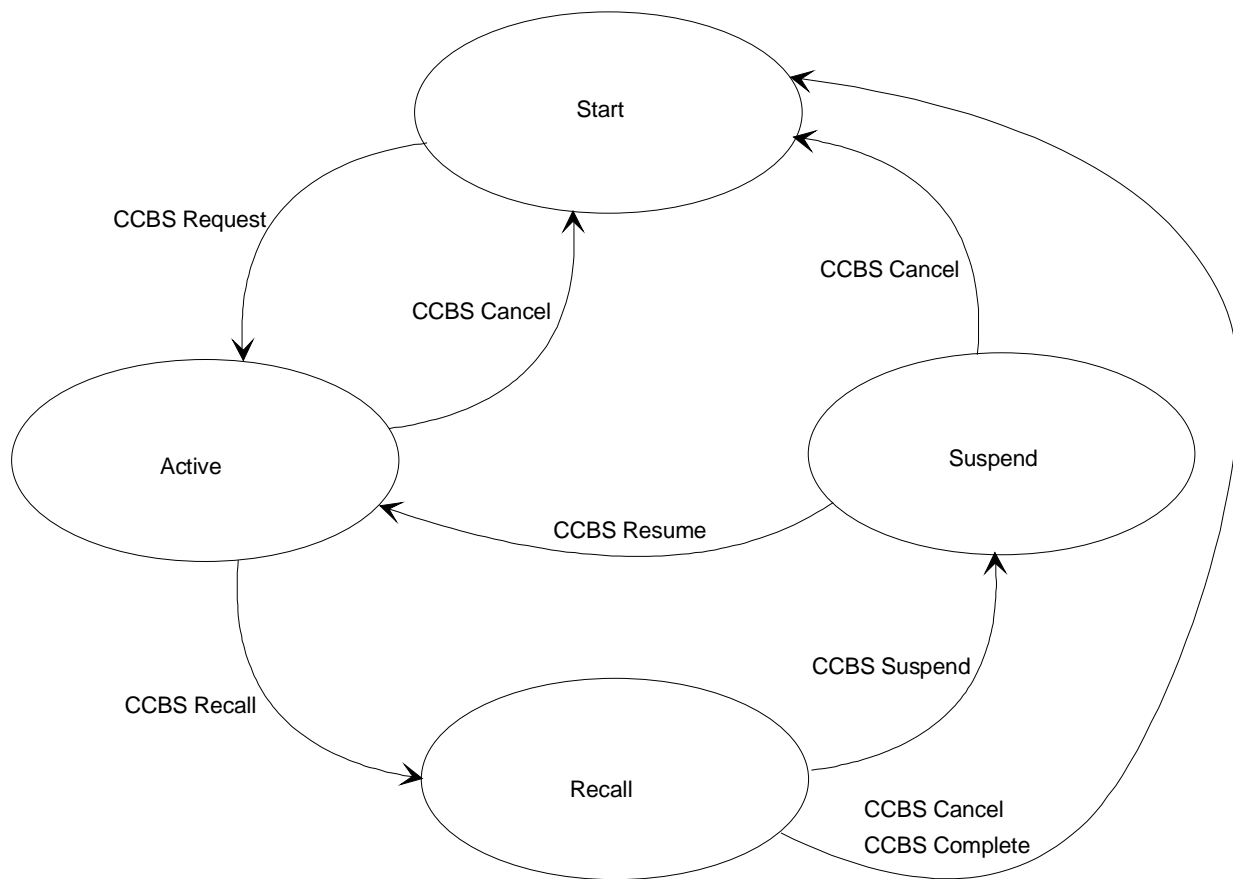 Start
CCBS Request
CCBS Cancel
CCBS Cancel
Active
Suspend
CCBS Resume
CCBS Suspend
CCBS Recall
Recall
CCBS Cancel
CCBS Complete